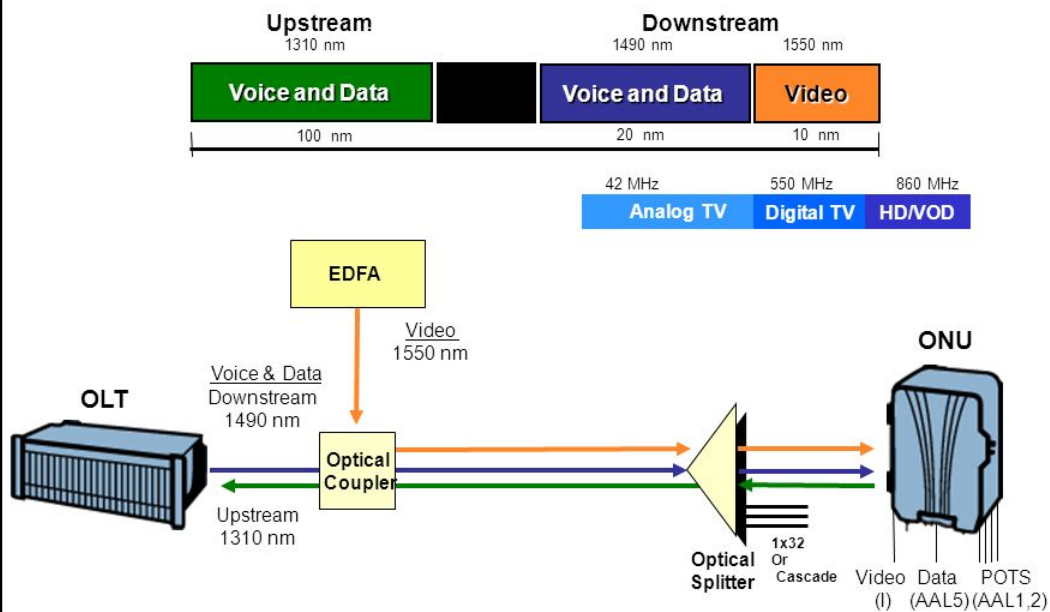 Upstream
1310 nm
Downstream
1490 nm
1550 nm
Voice and Data
Voice and Data
Video
100 nm
20 nm
10 nm
42 MHz
550 MHz
860 MHz
Analog TV
Digital TV
HD/VOD
EDFA
Video
1550 nm
ONU
Voice & Data
Downstream
1490 nm
OLT
Optical
Coupler
Upstream
1310 nm
Optical
Splitter
1x32
Or
Cascade
Video
(I)
Data
(AAL5)
POTS
(AAL1,2)